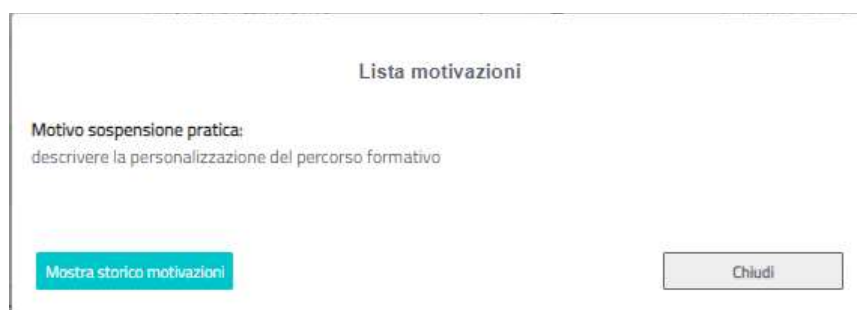 Lista motivazioni
Motivo sospensione pratica:
descrivere la personalizzazione del percorso formativo
Mostra storico motivazioni
Chiudi